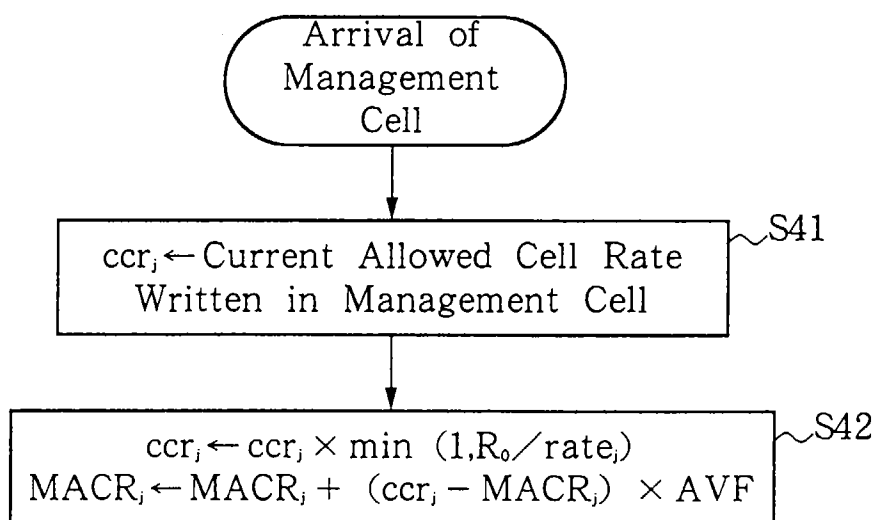 Arrival of
Management
Cell
S41
ccrⱼ ← Current Allowed Cell Rate
Written in Management Cell
S42
ccrⱼ ← ccrⱼ × min (1,R₀/rateⱼ)
MACRⱼ ← MACRⱼ + (ccrⱼ − MACRⱼ) × AVF